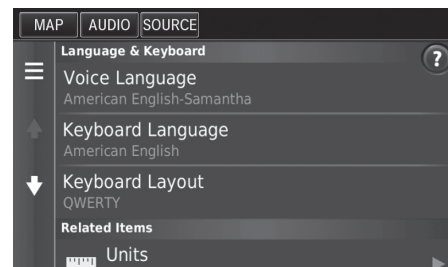 MAP AUDIO SOURCE
Language & Keyboard
?
Voice Language
American English-Samantha
Keyboard Language
American English
Keyboard Layout
QWERTY
Related Items
Units